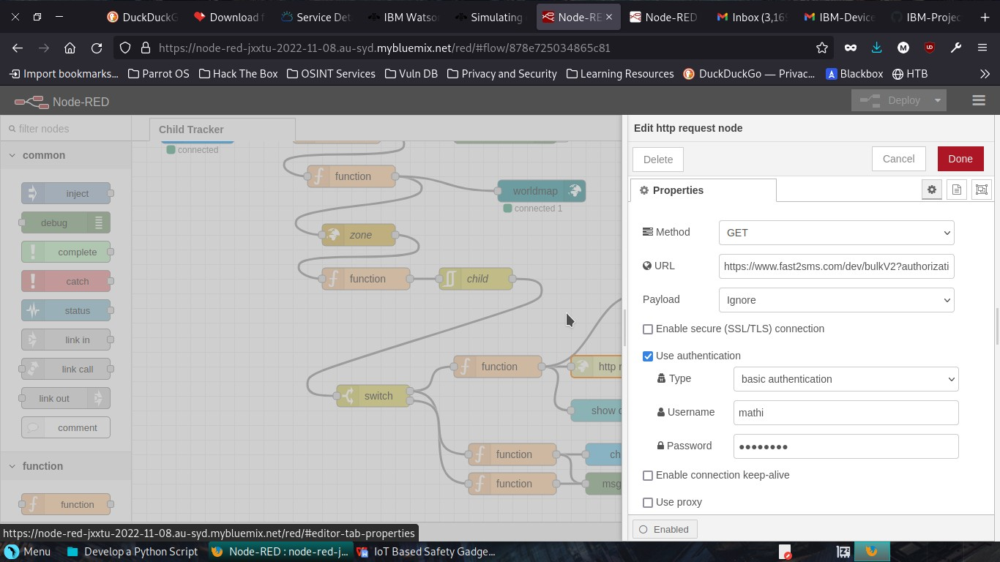 DuckDuckG
Download f
Service Det
IBM Watso
Simulating
Node-RE
Node-RED
Inbox (3,16
IBM-Device
IBM-Projec
https://node-red-jxxtu-2022-11-08.au-syd.mybluemix.net/red/#flow/878e725034865c81
Import bookmarks...
Parrot OS
Hack The Box
OSINT Services
Vuln DB
Privacy and Security
Learning Resources
DuckDuckGo — Privac...
Blackbox
HTB
Node-RED
Deploy
filter nodes
common
inject
debug
complete
catch
status
link in
link call
link out
comment
function
function
Child Tracker
connected
function
worldmap
connected 1
zone
function
child
function
http r
switch
show c
function
ch
function
msg
Edit http request node
Delete
Cancel
Done
Properties
Method
GET
URL
https://www.fast2sms.com/dev/bulkV2?authorizati
Payload
Ignore
Enable secure (SSL/TLS) connection
Use authentication
Type
basic authentication
Username
mathi
Password
●●●●●●●●
Enable connection keep-alive
Use proxy
Enabled
https://node-red-jxxtu-2022-11-08.au-syd.mybluemix.net/red/#editor-tab-properties
Menu
Develop a Python Script
Node-RED : node-red-j...
IoT Based Safety Gadge...